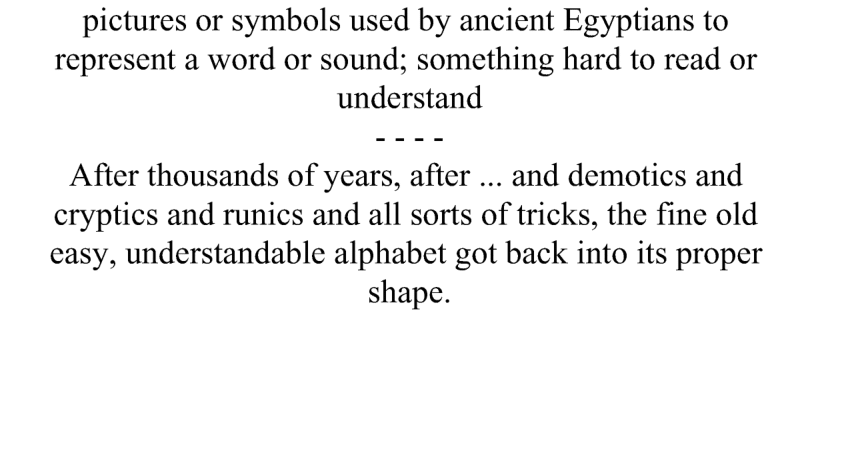 pictures or symbols used by ancient Egyptians to
represent a word or sound; something hard to read or
understand
- - - -
After thousands of years, after ... and demotics and
cryptics and runics and all sorts of tricks, the fine old
easy, understandable alphabet got back into its proper
shape.